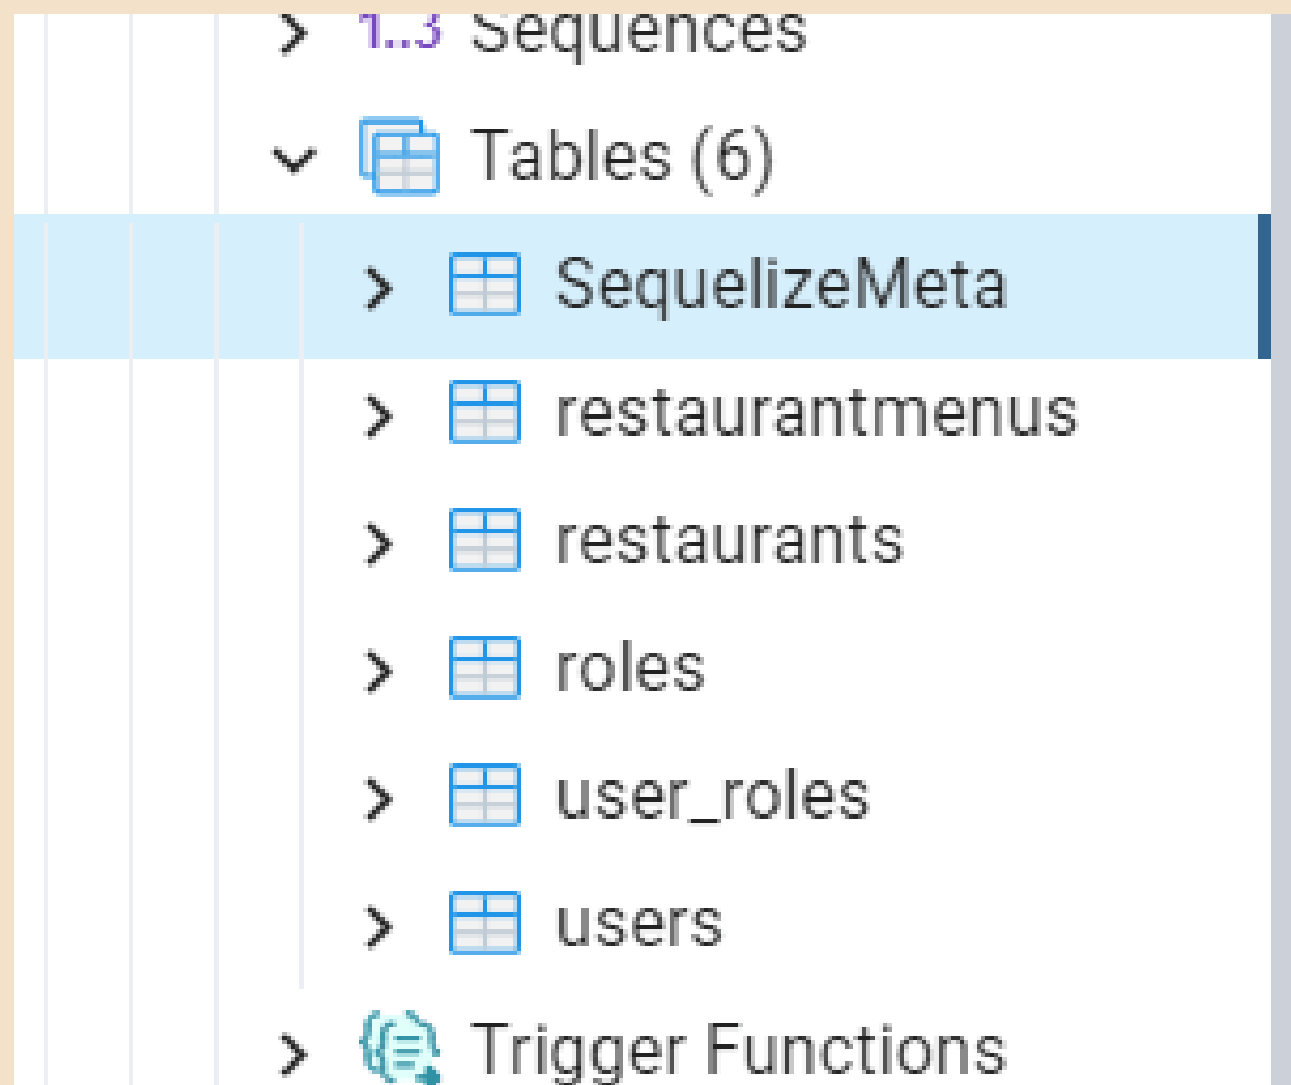 1..3 Sequences
Tables (6)
SequelizeMeta
restaurantmenus
restaurants
roles
user_roles
users
Trigger Functions